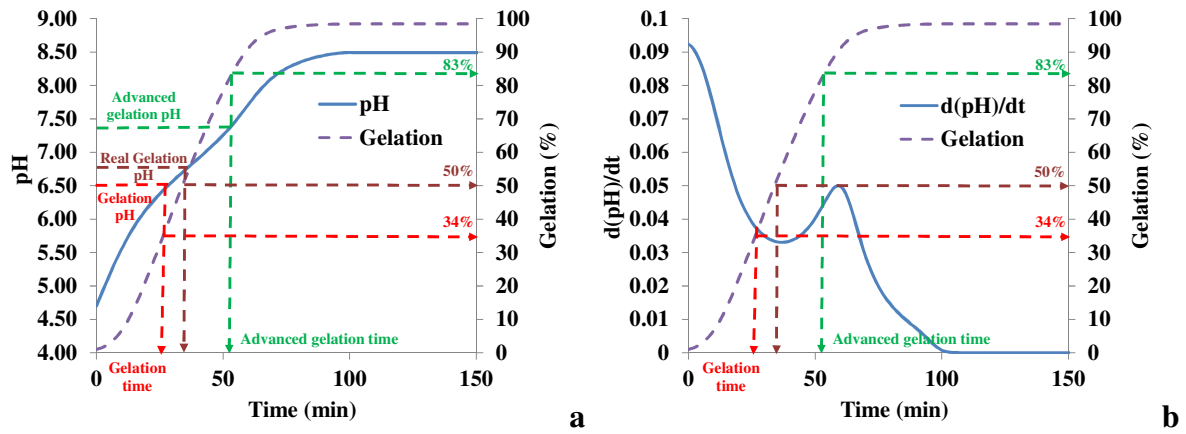 9.00
8.50
8.00
7.50
7.00
6.50
6.00
5.50
5.00
4.50
4.00
pH
100
90
80
70
60
50
40
30
20
10
0
Gelation (%)
0
50
100
150
Time (min)
Advanced
gelation pH
Real Gelation
pH
Gelation
pH
83%
50%
34%
pH
Gelation
Advanced gelation time
Gelation
time
a
0.1
0.09
0.08
0.07
0.06
0.05
0.04
0.03
0.02
0.01
0
d(pH)/dt
100
90
80
70
60
50
40
30
20
10
0
Gelation (%)
0
50
100
150
Time (min)
83%
50%
34%
d(pH)/dt
Gelation
Advanced gelation time
Gelation
time
b